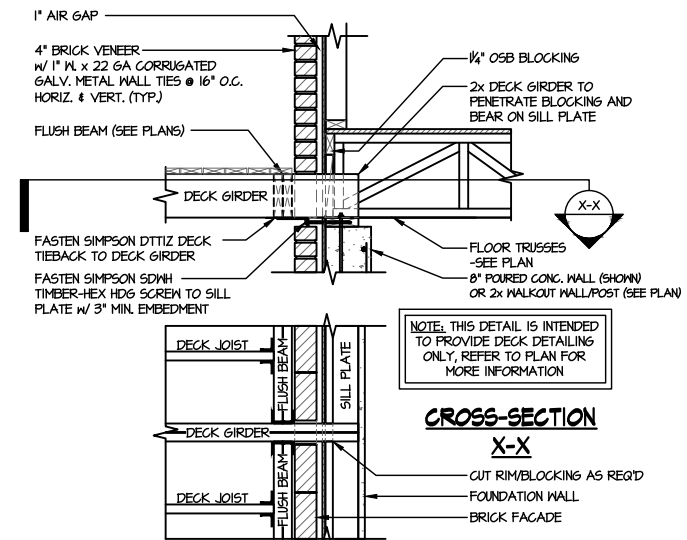 1" AIR GAP
4" BRICK VENEER
W/ 1" W. x 22 GA CORRUGATED
GALV. METAL WALL TIES @ 16" O.C.
HORIZ. & VERT. (TYP.)
FLUSH BEAM (SEE PLANS)
1¼" OSB BLOCKING
2x DECK GIRDER TO
PENETRATE BLOCKING AND
BEAR ON SILL PLATE
DECK GIRDER
X-X
FASTEN SIMPSON DTT1Z DECK
TIEBACK TO DECK GIRDER
FASTEN SIMPSON SDWH
TIMBER-HEX HDG SCREW TO SILL
PLATE W/ 3" MIN. EMBEDMENT
FLOOR TRUSSES
-SEE PLAN
8" POURED CONC. WALL (SHOWN)
OR 2x WALKOUT WALL/POST (SEE PLAN)
NOTE: THIS DETAIL IS INTENDED
TO PROVIDE DECK DETAILING
ONLY, REFER TO PLAN FOR
MORE INFORMATION
DECK JOIST
FLUSH BEAM
SILL PLATE
DECK GIRDER
DECK JOIST
FLUSH BEAM
CROSS-SECTION
X-X
CUT RIM/BLOCKING AS REQ'D
FOUNDATION WALL
BRICK FACADE